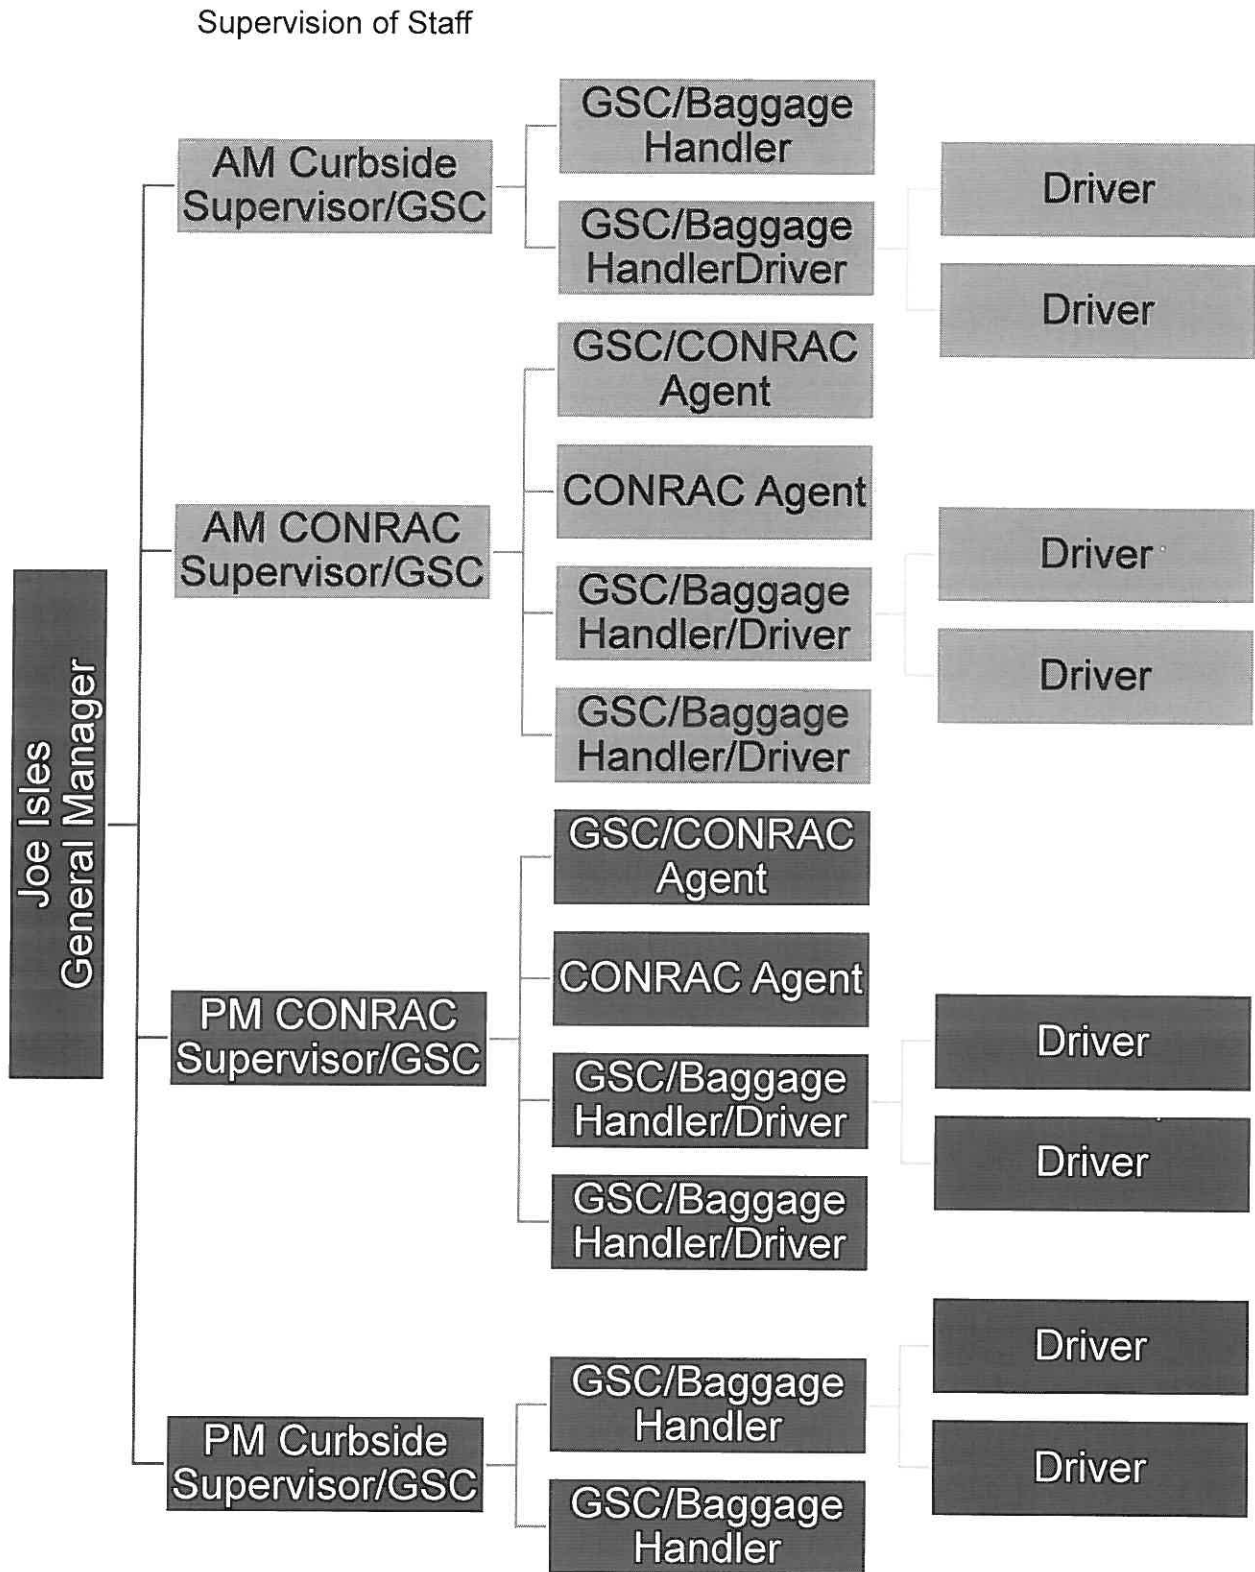 Supervision of Staff
Joe Isles
General Manager
AM Curbside
Supervisor/GSC
GSC/Baggage
Handler
GSC/Baggage
HandlerDriver
Driver
Driver
AM CONRAC
Supervisor/GSC
GSC/CONRAC
Agent
CONRAC Agent
GSC/Baggage
Handler/Driver
Driver
Driver
GSC/Baggage
Handler/Driver
PM CONRAC
Supervisor/GSC
GSC/CONRAC
Agent
CONRAC Agent
GSC/Baggage
Handler/Driver
Driver
Driver
GSC/Baggage
Handler/Driver
PM Curbside
Supervisor/GSC
GSC/Baggage
Handler
Driver
Driver
GSC/Baggage
Handler